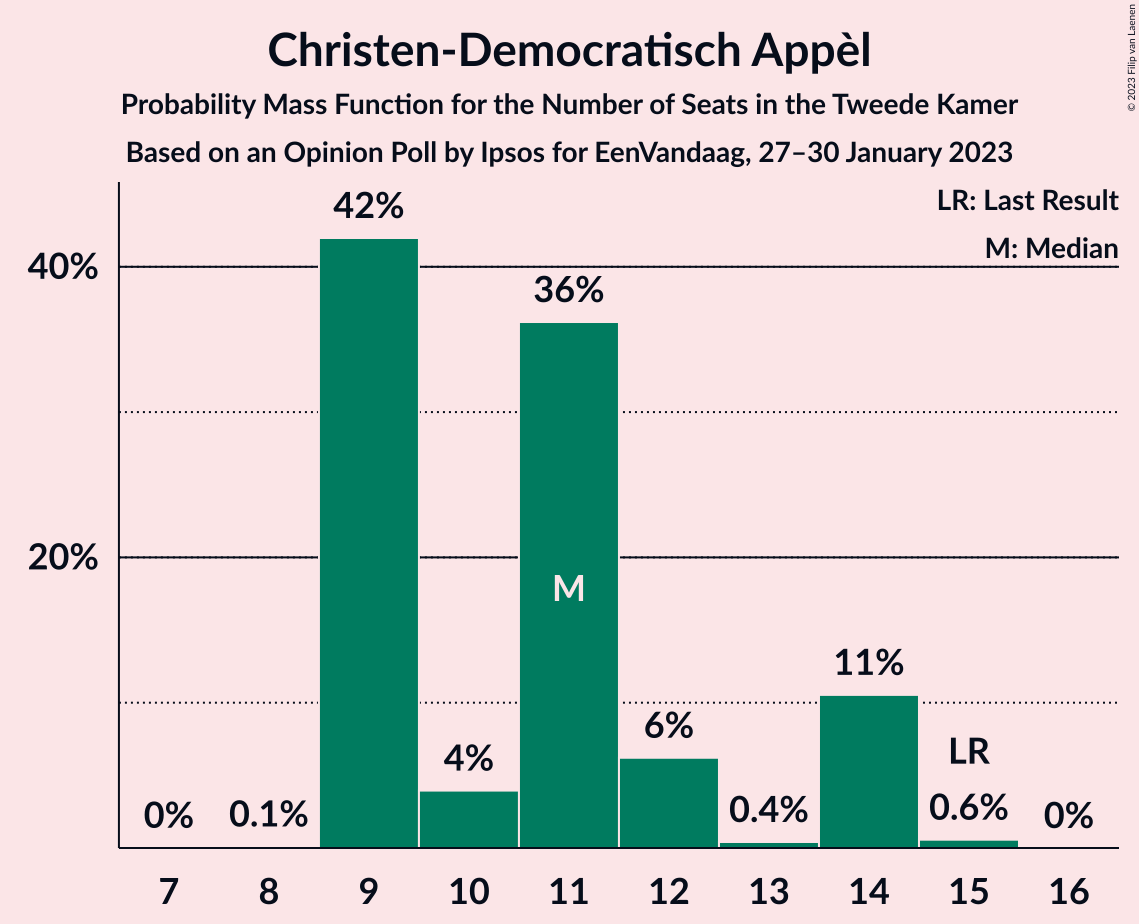 Christen-Democratisch Appèl
Probability Mass Function for the Number of Seats in the Tweede Kamer
Based on an Opinion Poll by Ipsos for EenVandaag, 27–30 January 2023
© 2023 Filip van Laenen
LR: Last Result
M: Median
40%
20%
0%
0.1%
42%
4%
36%
M
6%
0.4%
11%
LR
0.6%
0%
7 8 9 10 11 12 13 14 15 16